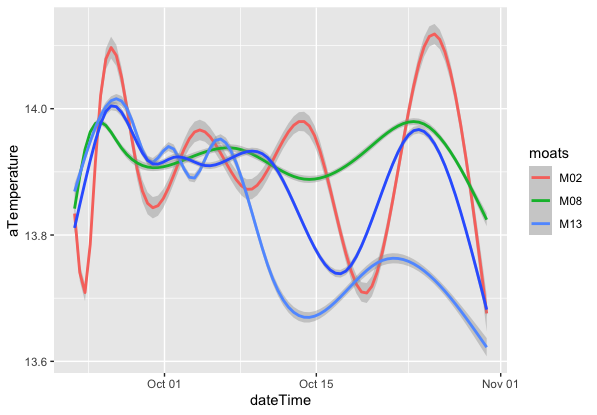 14.0
13.8
13.6
aTemperature
Oct 01
Oct 15
Nov 01
dateTime
moats
M02
M08
M13